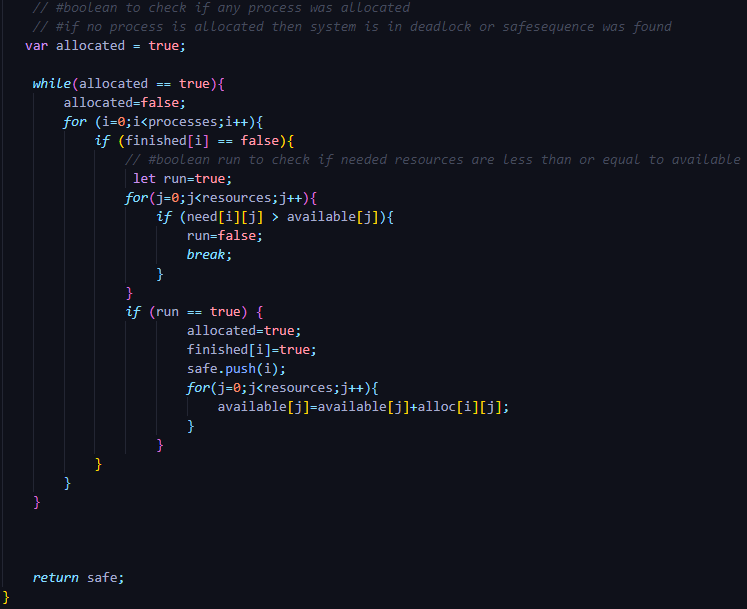 // #boolean to check if any process was allocated
// #if no process is allocated then system is in deadlock or safesequence was found
var allocated = true;
while(allocated == true){
allocated=false;
for (i=0;i<processes;i++){
if (finished[i] == false){
// #boolean run to check if needed resources are less than or equal to available
let run=true;
for(j=0;j<resources;j++){
if (need[i][j] > available[j]){
run=false;
break;
}
}
if (run == true) {
allocated=true;
finished[i]=true;
safe.push(i);
for(j=0;j<resources;j++){
available[j]=available[j]+alloc[i][j];
}
}
}
}
}
return safe;
}